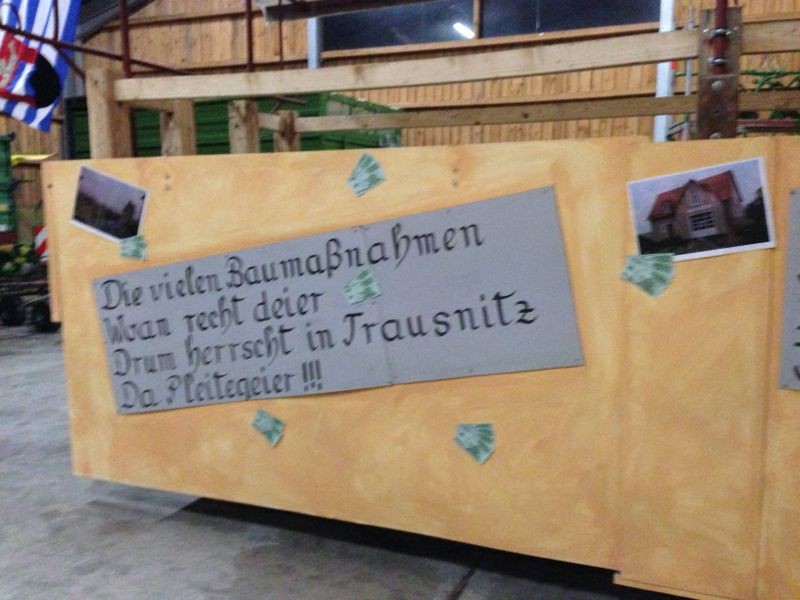 Die vielen Baumaßnahmen
Woan recht deier
Drum herrscht in Trausnitz
Da Pleitegeier !!!